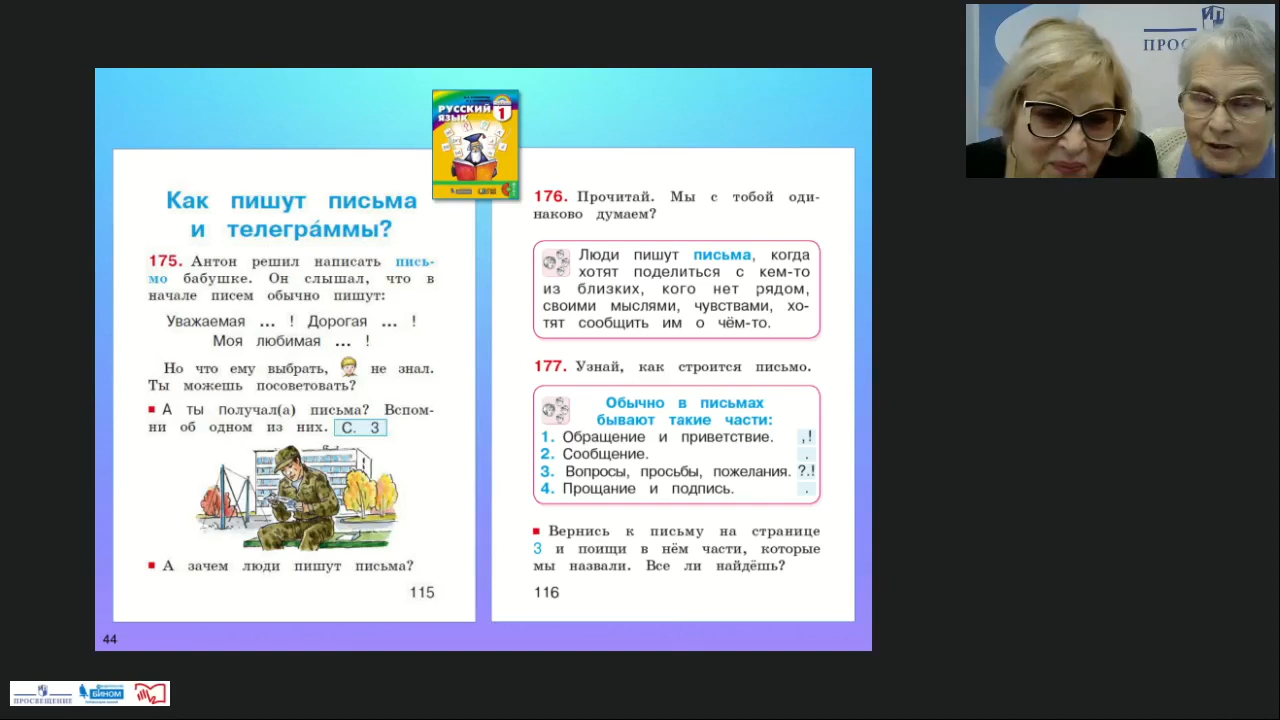 ПРОС
РУССКИЙ
ЯЗЫК
1
Как пишут письма
и телегра́ммы?
175. Антон решил написать пись-
мо бабушке. Он слышал, что в
начале писем обычно пишут:
Уважаемая ... ! Дорогая ... !
Моя любимая ... !
Но что ему выбрать, не знал.
Ты можешь посоветовать?
А ты получал(а) письма? Вспом-
ни об одном из них. С. 3
А зачем люди пишут письма?
115
176. Прочитай. Мы с тобой оди-
наково думаем?
Люди пишут письма, когда
хотят поделиться с кем-то
из близких, кого нет рядом,
своими мыслями, чувствами, хо-
тят сообщить им о чём-то.
177. Узнай, как строится письмо.
Обычно в письмах
бывают такие части:
1. Обращение и приветствие. ,!
2. Сообщение. .
3. Вопросы, просьбы, пожелания. ?.!
4. Прощание и подпись. .
Вернись к письму на странице
3 и поищи в нём части, которые
мы назвали. Все ли найдёшь?
116
44
ПРОСВЕЩЕНИЕ
БИНОМ